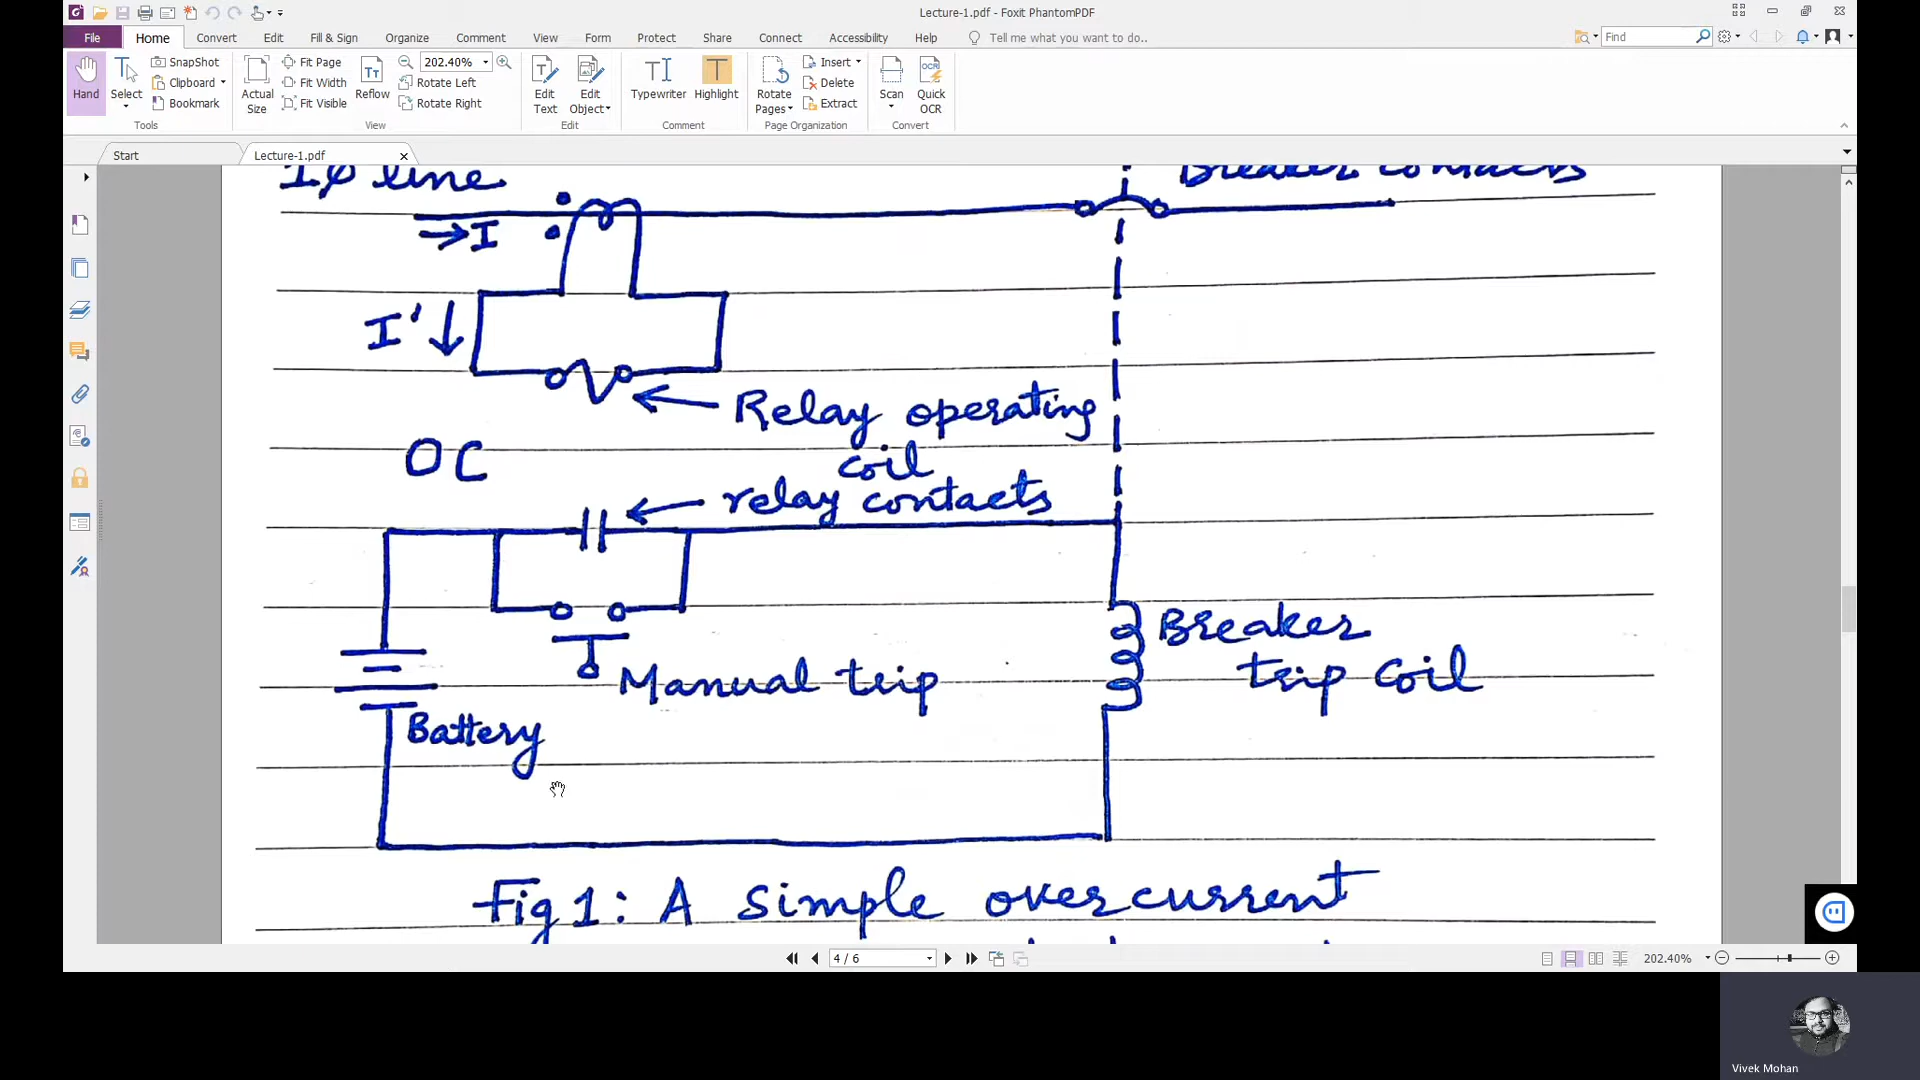 Lecture-1.pdf - Foxit PhantomPDF
File Home Convert Edit Fill & Sign Organize Comment View Form Protect Share Connect Accessibility Help Tell me what you want to do.. Find
Hand
Select
SnapShot
Clipboard
Bookmark
Tools
Actual
Size
Fit Page
Fit Width
Fit Visible
Reflow
202.40%
Rotate Left
Rotate Right
View
Edit
Text
Edit
Object
Edit
Typewriter
Highlight
Comment
Rotate
Pages
Insert
Delete
Extract
Page Organization
Scan
Quick
OCR
Convert
Start
Lecture-1.pdf
1φ line
Breaker contacts
→ I
I' ↓
Relay operating
coil
OC
relay contacts
Breaker
trip coil
Manual trip
Battery
Fig 1: A simple overcurrent
4 / 6
202.40%
Vivek Mohan